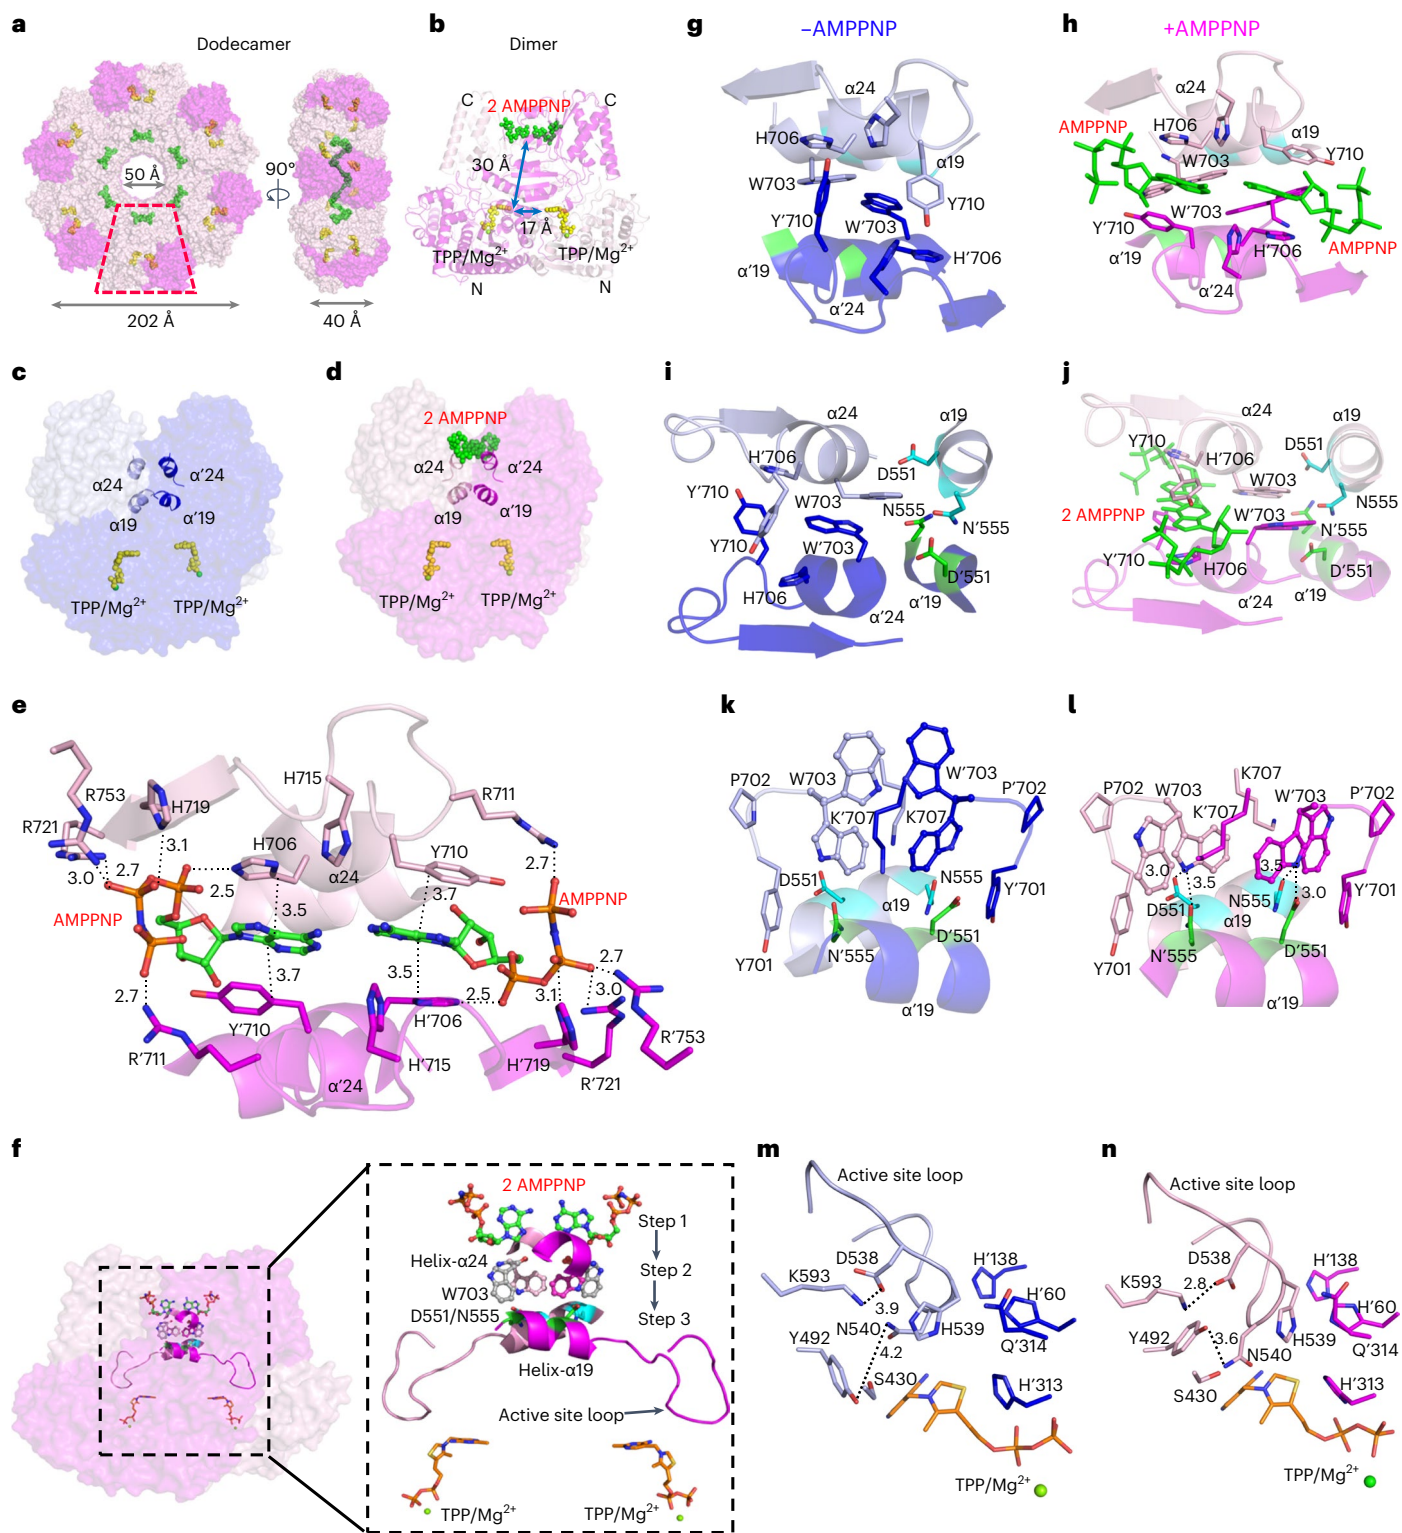 a
Dodecamer
50 Å
90°
202 Å
40 Å
b
Dimer
C
C
2 AMPPNP
30 Å
17 Å
TPP/Mg²⁺
TPP/Mg²⁺
N
N
c
α24
α′24
α19
α′19
TPP/Mg²⁺
TPP/Mg²⁺
d
2 AMPPNP
α24
α′24
α19
α′19
TPP/Mg²⁺
TPP/Mg²⁺
e
R753
H719
H715
R711
R721
H706
Y710
3.1
2.7
3.0
2.7
2.5
α24
3.7
AMPPNP
AMPPNP
3.5
3.7
3.5
2.7
2.7
2.5
3.1
3.0
Y′710
H′706
R′711
H′715
H′719
R′753
α′24
R′721
f
2 AMPPNP
Step 1
Helix-α24
Step 2
W703
D551/N555
Step 3
Helix-α19
Active site loop
TPP/Mg²⁺
TPP/Mg²⁺
g
–AMPPNP
α24
H706
α19
W703
Y710
Y′710
W′703
H′706
α′19
α′24
h
+AMPPNP
α24
AMPPNP
H706
α19
W703
Y710
W′703
Y′710
H′706
AMPPNP
α′19
α′24
i
α24
α19
H′706
D551
Y′710
W703
N555
N′555
Y710
W′703
D′551
H706
α′19
α′24
j
α24
α19
Y710
H′706
D551
W703
N555
2 AMPPNP
W′703
N′555
Y′710
H706
D′551
α′24
α′19
k
P702
W703
W′703
P′702
K′707
K707
D551
N555
α19
Y′701
D′551
Y701
N′555
α′19
l
K707
P702
W703
W′703
P′702
K′707
3.0
3.5
3.5
3.0
D551
N555
Y′701
α19
Y701
N′555
D′551
α′19
m
Active site loop
D538
H′138
K593
H′60
3.9
N540
H539
Y492
4.2
Q′314
S430
H′313
TPP/Mg²⁺
n
Active site loop
D538
H′138
K593
2.8
H′60
Y492
3.6
H539
N540
Q′314
S430
H′313
TPP/Mg²⁺